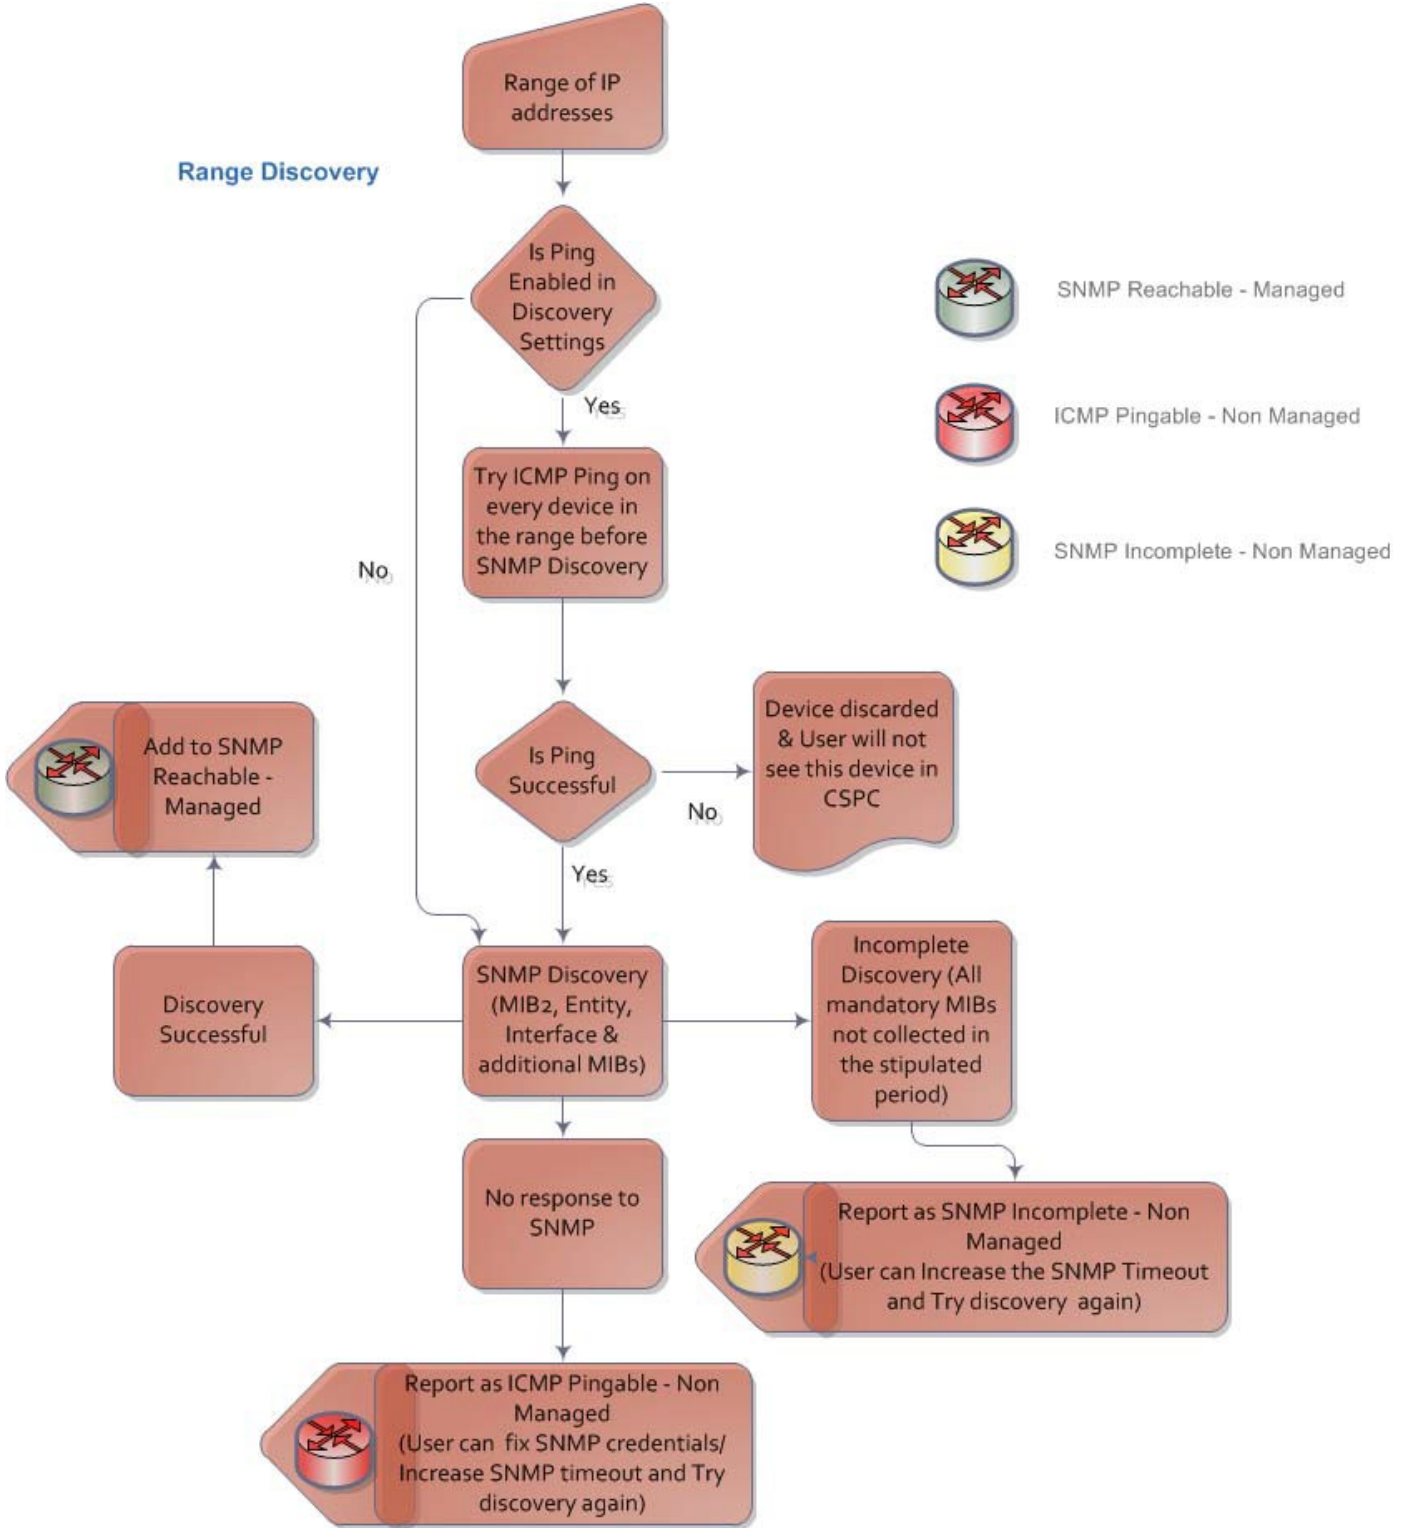 Range of IP
addresses
Range Discovery
Is Ping
Enabled in
Discovery
Settings
SNMP Reachable - Managed
Yes
ICMP Pingable - Non Managed
Try ICMP Ping on
every device in
the range before
SNMP Discovery
No
SNMP Incomplete - Non Managed
Is Ping
Successful
No
Device discarded
& User will not
see this device in
CSPC
Add to SNMP
Reachable -
Managed
Yes
Discovery
Successful
SNMP Discovery
(MIB2, Entity,
Interface &
additional MIBs)
Incomplete
Discovery (All
mandatory MIBs
not collected in
the stipulated
period)
No response to
SNMP
Report as SNMP Incomplete - Non
Managed
(User can Increase the SNMP Timeout
and Try discovery again)
Report as ICMP Pingable - Non
Managed
(User can fix SNMP credentials/
Increase SNMP timeout and Try
discovery again)